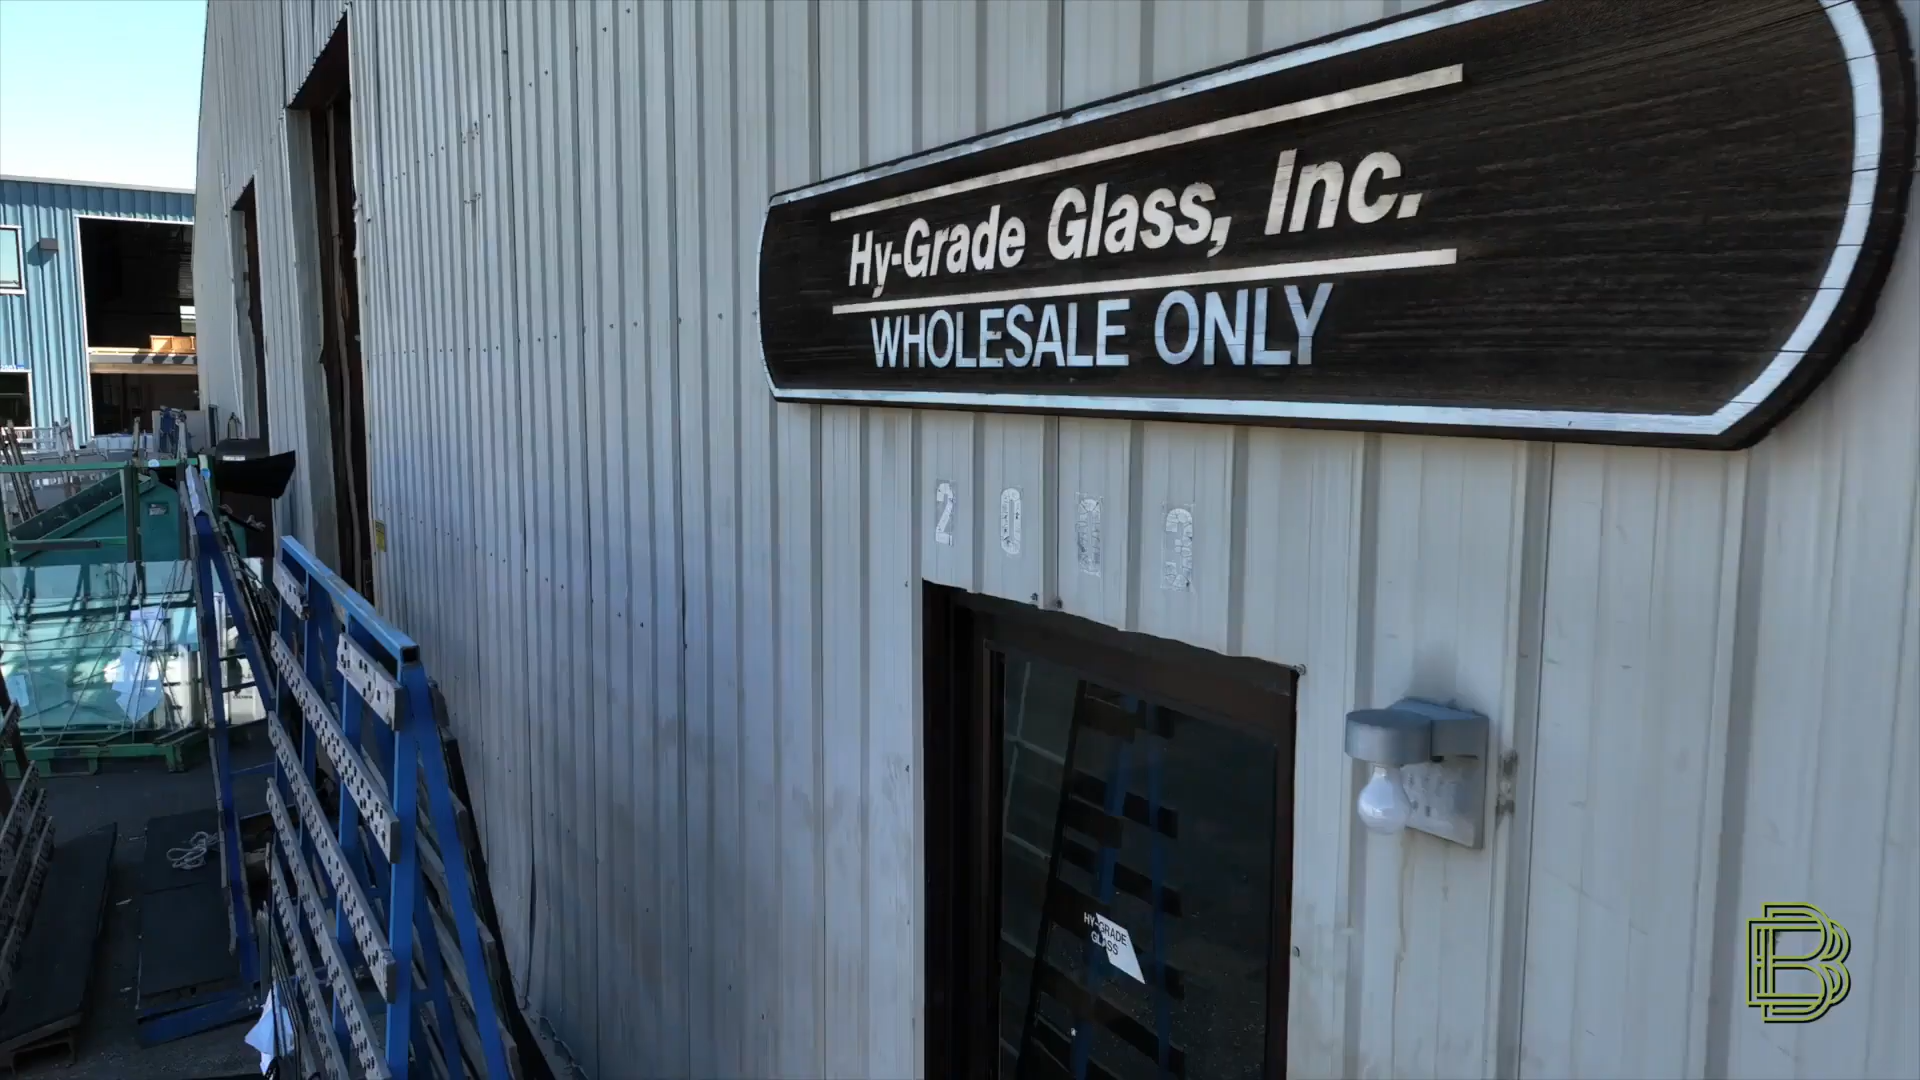 Hy-Grade Glass, Inc.
WHOLESALE ONLY
2003
HY-GRADE
GLASS
B